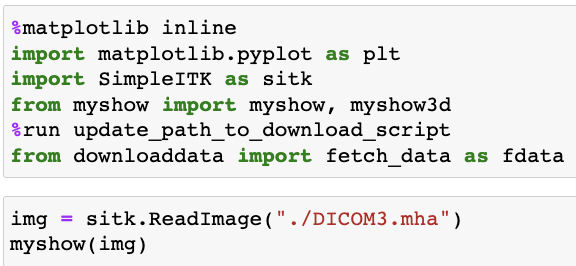 %matplotlib inline
import matplotlib.pyplot as plt
import SimpleITK as sitk
from myshow import myshow, myshow3d
%run update_path_to_download_script
from downloaddata import fetch_data as fdata
img = sitk.ReadImage("./DICOM3.mha")
myshow(img)